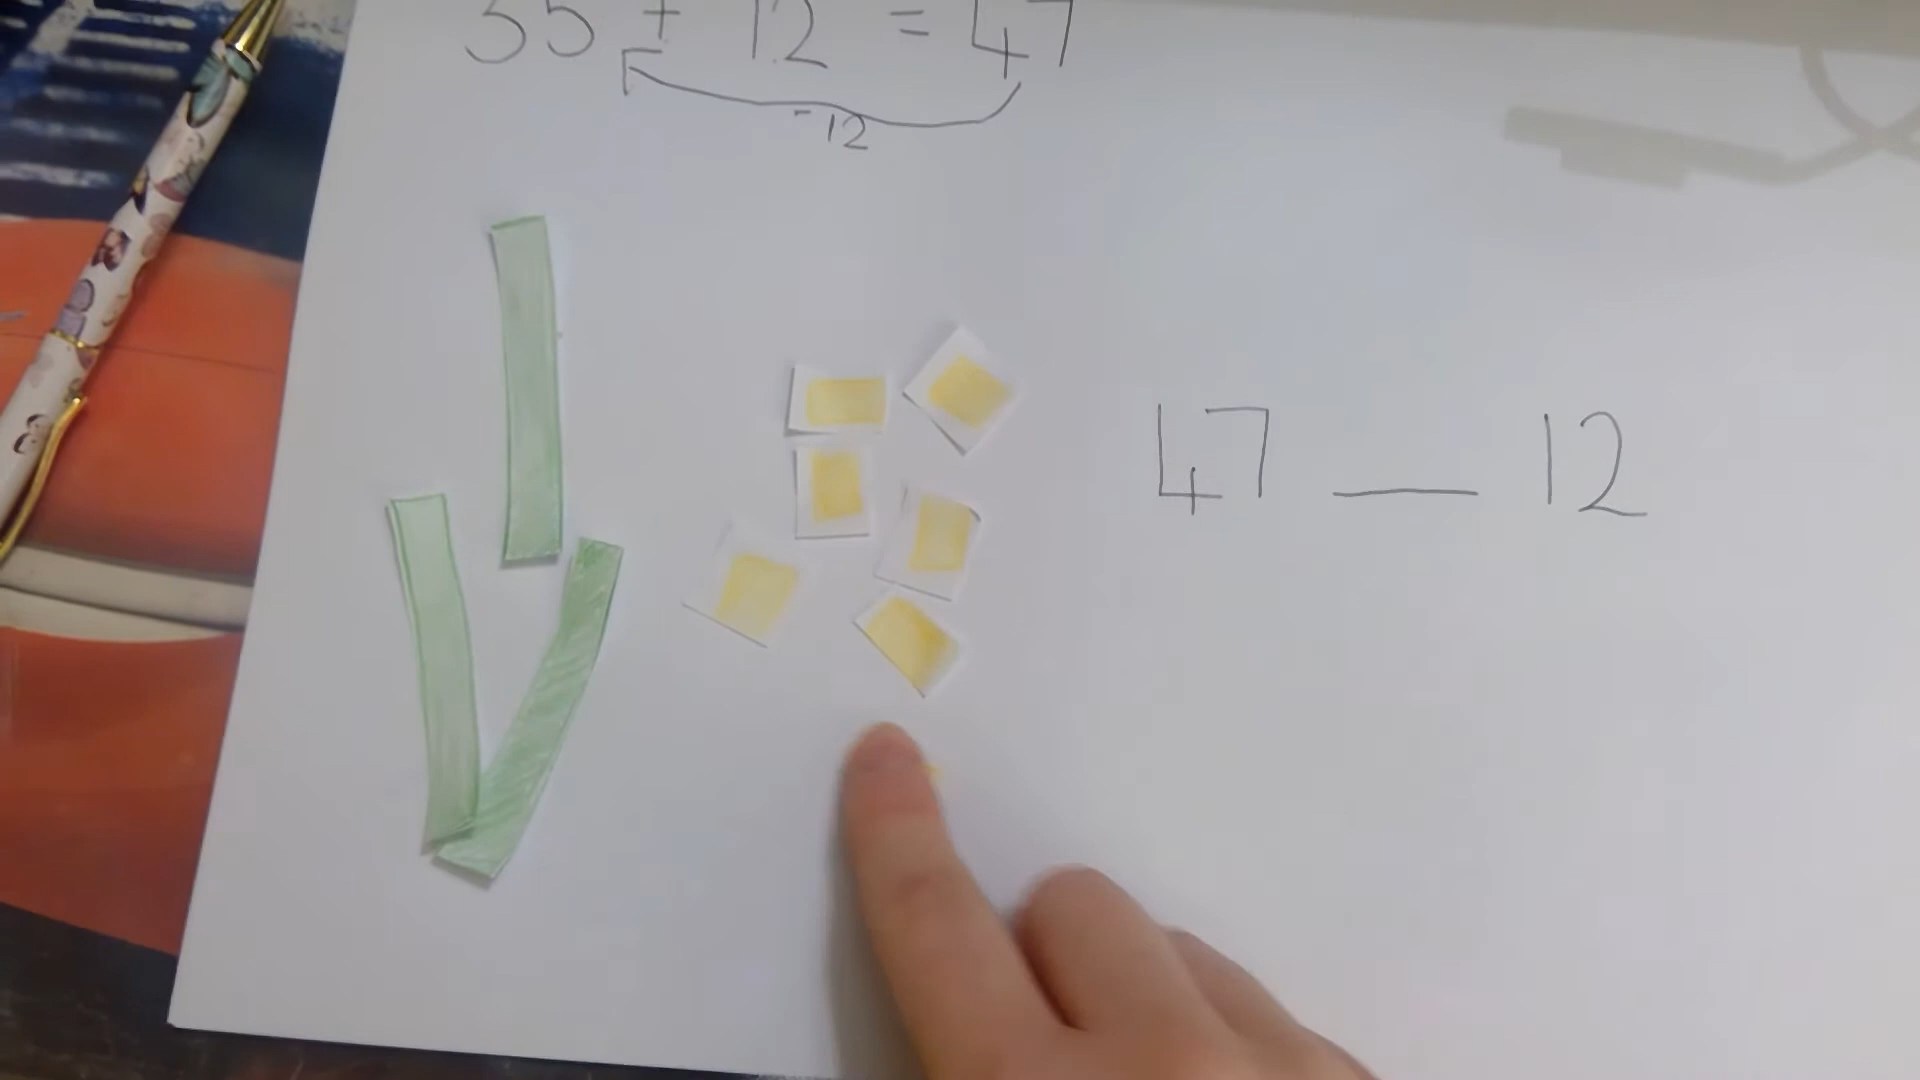 35 + 12 = 47
-12
47 — 12